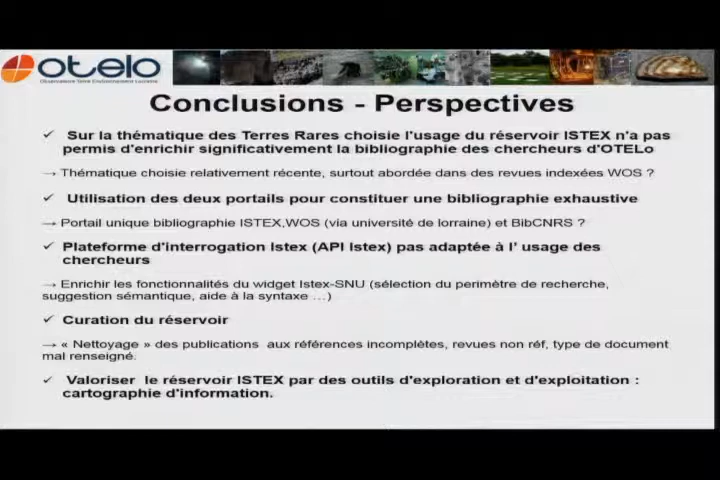 otelo
Observatoire Terre Environnement Lorraine
Conclusions - Perspectives
✓ Sur la thématique des Terres Rares choisie l'usage du réservoir ISTEX n'a pas
permis d'enrichir significativement la bibliographie des chercheurs d'OTELo
→ Thématique choisie relativement récente, surtout abordée dans des revues indexées WOS ?
✓ Utilisation des deux portails pour constituer une bibliographie exhaustive
→ Portail unique bibliographie ISTEX,WOS (via université de lorraine) et BibCNRS ?
✓ Plateforme d'interrogation Istex (API Istex) pas adaptée à l' usage des
chercheurs
→ Enrichir les fonctionnalités du widget Istex-SNU (sélection du perimètre de recherche,
suggestion sémantique, aide à la syntaxe …)
✓ Curation du réservoir
→ « Nettoyage » des publications aux références incomplètes, revues non réf, type de document
mal renseigné.
✓ Valoriser le réservoir ISTEX par des outils d'exploration et d'exploitation :
cartographie d'information.